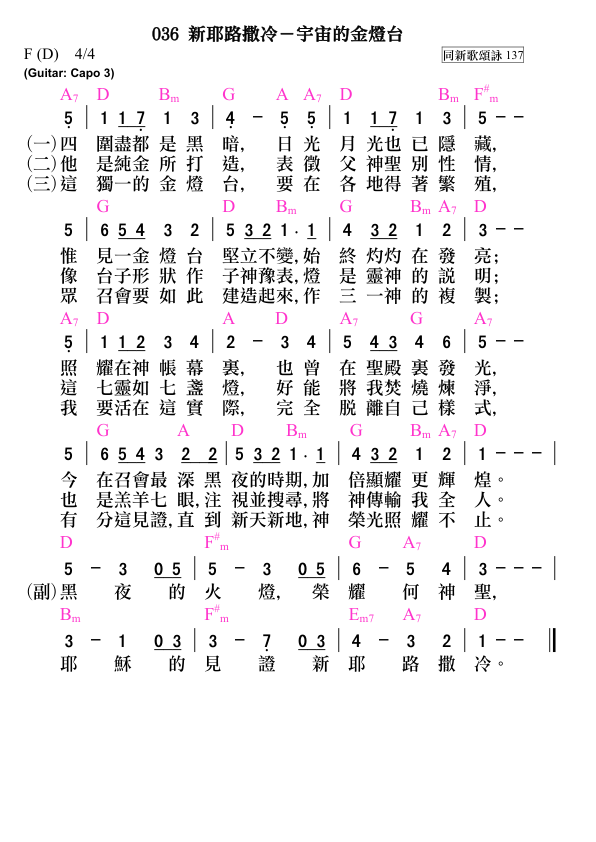 036 新耶路撒冷－宇宙的金燈台
F (D) 4/4
同新歌頌詠 137
(Guitar: Capo 3)
A7 D Bm G A A7 D Bm F#m
5̣ | 1 1 7̣ 1 3 | 4̣ － 5̣ 5̣ | 1 1 7̣ 1 3 | 5 － －
(一)四 圍盡都 是 黑 暗, 日 光 月 光也 已 隱 藏,
(二)他 是純金 所 打 造, 表 徵 父 神聖 別 性 情,
(三)這 獨一的 金 燈 台, 要 在 各 地得 著 繁 殖,
G D Bm G Bm A7 D
5 | 6 5 4 3 2 | 5 3 2 1 · 1 | 4 3 2 1 2 | 3 － －
惟 見一金 燈 台 堅立不變, 始 終 灼灼 在 發 亮;
像 台子形 狀 作 子神豫表, 燈 是 靈神 的 說 明;
眾 召會要 如 此 建造起來, 作 三 一神 的 複 製;
A7 D A D A7 G A7
5̣ | 1 1 2 3 4 | 2 － 3 4 | 5 4 3 4 6 | 5 － －
照 耀在神 帳 幕 裏, 也 曾 在 聖殿 裏 發 光,
這 七靈如 七 盞 燈, 好 能 將 我焚 燒 煉 淨,
我 要活在 這 實 際, 完 全 脫 離自 己 樣 式,
G A D Bm G Bm A7 D
5 | 6 5 4 3 2 2 | 5 3 2 1 · 1 | 4 3 2 1 2 | 1 － － － |
今 在召會最 深 黑 夜的時期, 加 倍顯耀 更 輝 煌。
也 是羔羊七 眼, 注 視並搜尋, 將 神傳輸 我 全 人。
有 分這見證, 直 到 新天新地, 神 榮光照 耀 不 止。
D F#m G A7 D
5 － 3 0 5 | 5 － 3 0 5 | 6 － 5 4 | 3 － － － |
(副)黑 夜 的 火 燈, 榮 耀 何 神 聖,
Bm F#m Em7 A7 D
3 － 1 0 3 | 3 － 7̣ 0 3 | 4 － 3 2 | 1 － － ‖
耶 穌 的 見 證 新 耶 路 撒 冷。